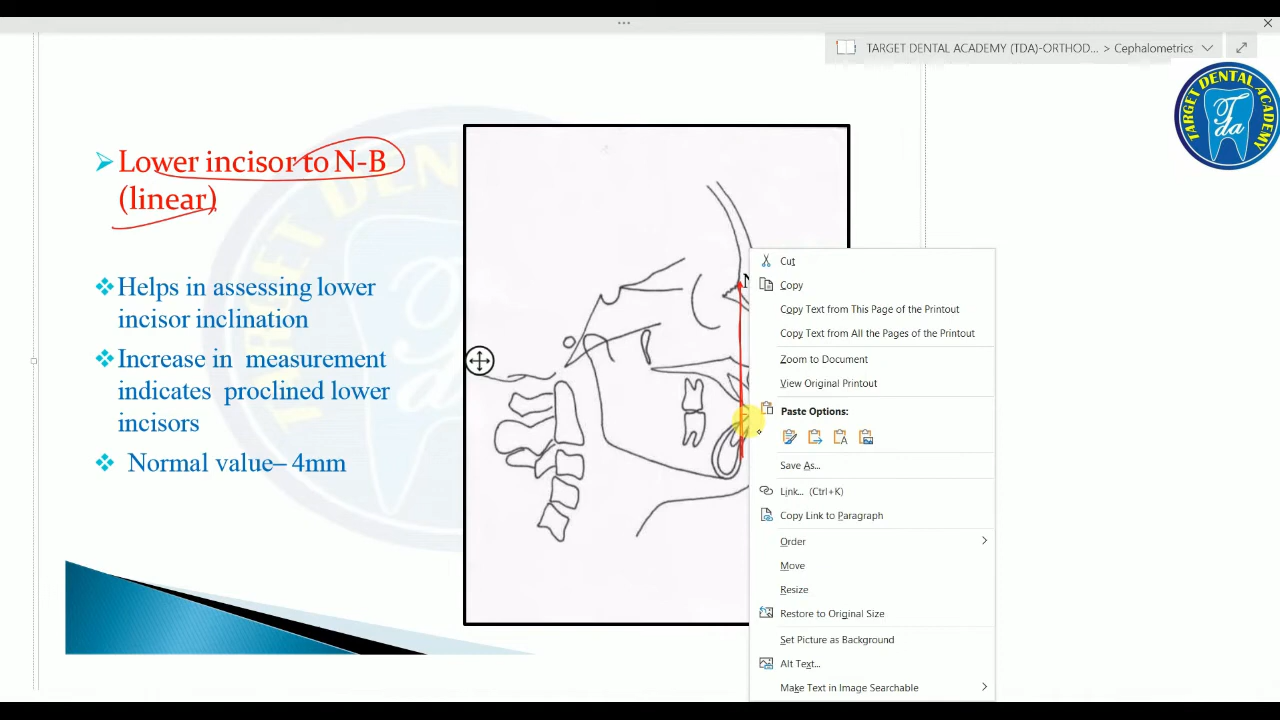 TARGET DENTAL ACADEMY (TDA)-ORTHOD... > Cephalometrics
TARGET DENTAL ACADEMY
Tda
➢ Lower incisor to N-B
(linear)
❖ Helps in assessing lower
incisor inclination
❖ Increase in measurement
indicates proclined lower
incisors
❖ Normal value– 4mm
N
Cut
Copy
Copy Text from This Page of the Printout
Copy Text from All the Pages of the Printout
Zoom to Document
View Original Printout
Paste Options:
Save As...
Link... (Ctrl+K)
Copy Link to Paragraph
Order
Move
Resize
Restore to Original Size
Set Picture as Background
Alt Text...
Make Text in Image Searchable